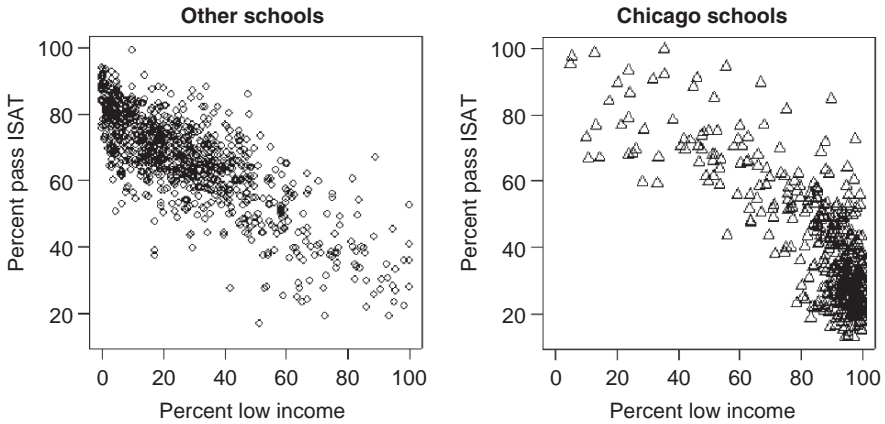 Other schools
Percent pass ISAT
100
80
60
40
20
0 20 40 60 80 100
Percent low income
Chicago schools
Percent pass ISAT
100
80
60
40
20
0 20 40 60 80 100
Percent low income